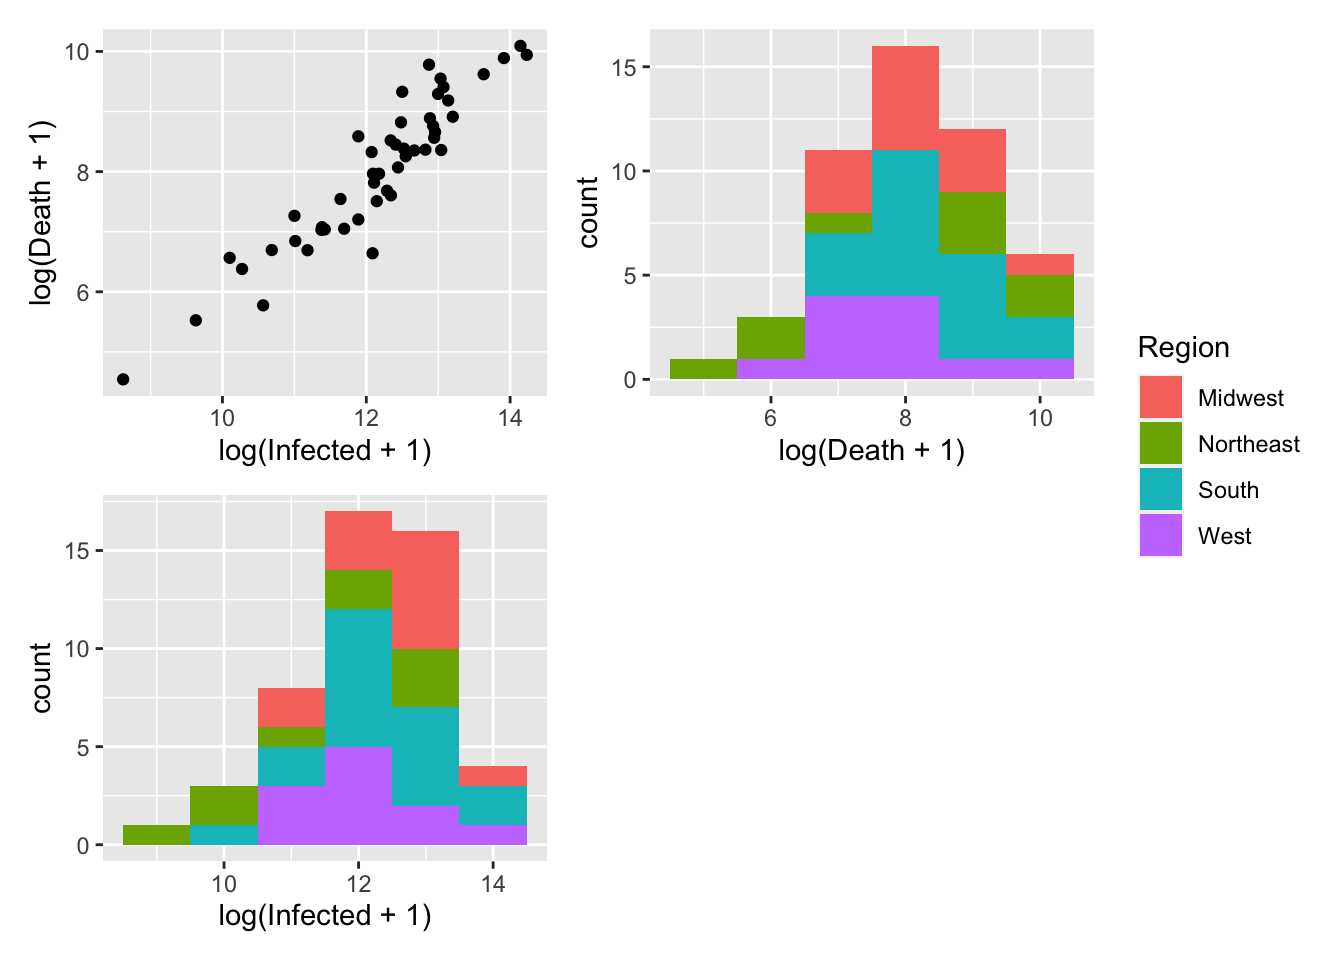 10
8
6
log(Death + 1)
10 12 14
log(Infected + 1)
15
10
5
0
count
6 8 10
log(Death + 1)
Region
Midwest
Northeast
South
West
15
10
5
0
count
10 12 14
log(Infected + 1)